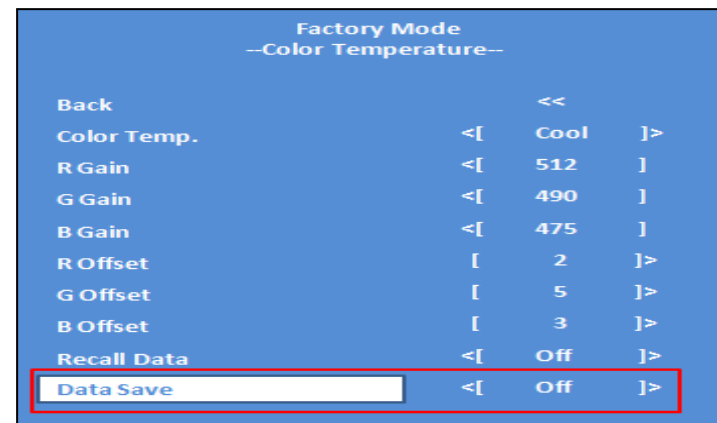 Factory Mode
--Color Temperature--
Back <<
Color Temp. <[ Cool ]>
R Gain <[ 512 ]
G Gain <[ 490 ]
B Gain <[ 475 ]
R Offset [ 2 ]>
G Offset [ 5 ]>
B Offset [ 3 ]>
Recall Data <[ Off ]>
Data Save <[ Off ]>